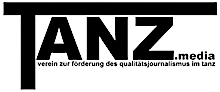 TANZ.media
verein zur förderung des qualitätsjournalismus im tanz